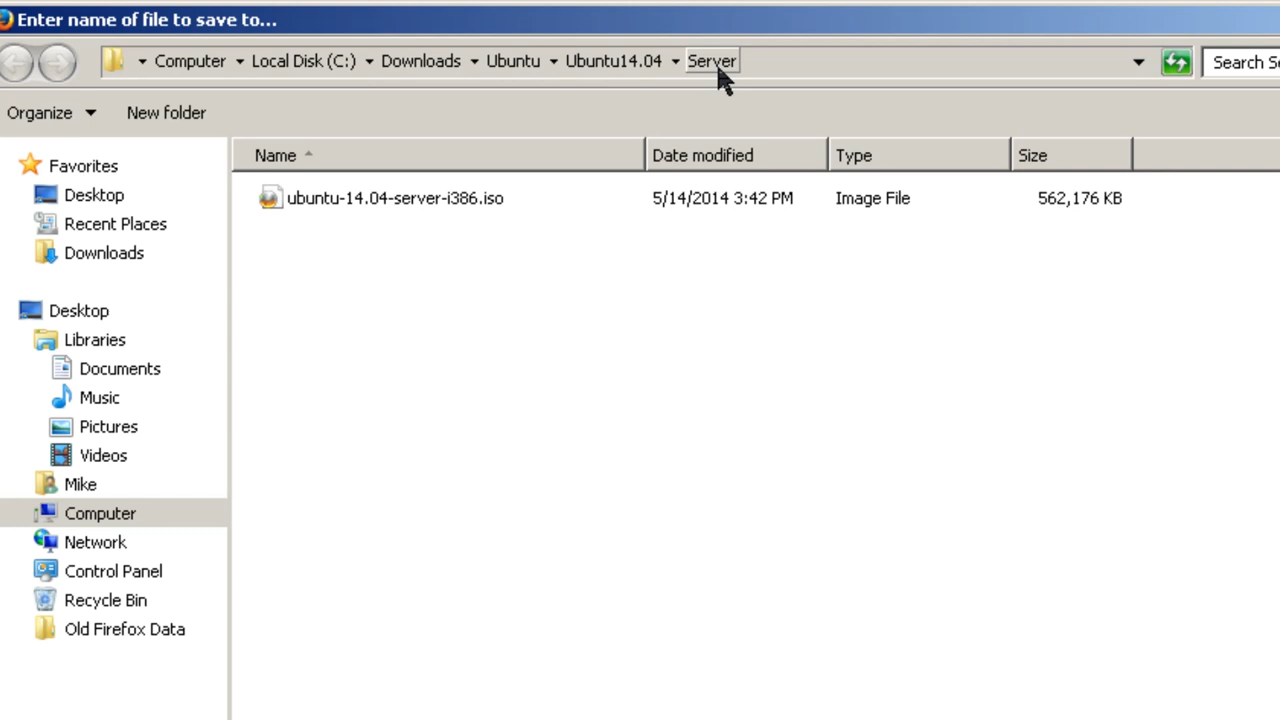 Enter name of file to save to...
Computer Local Disk (C:) Downloads Ubuntu Ubuntu14.04 Server
Organize New folder
Name Date modified Type Size
ubuntu-14.04-server-i386.iso 5/14/2014 3:42 PM Image File 562,176 KB
Favorites
Desktop
Recent Places
Downloads
Desktop
Libraries
Documents
Music
Pictures
Videos
Mike
Computer
Network
Control Panel
Recycle Bin
Old Firefox Data
Search